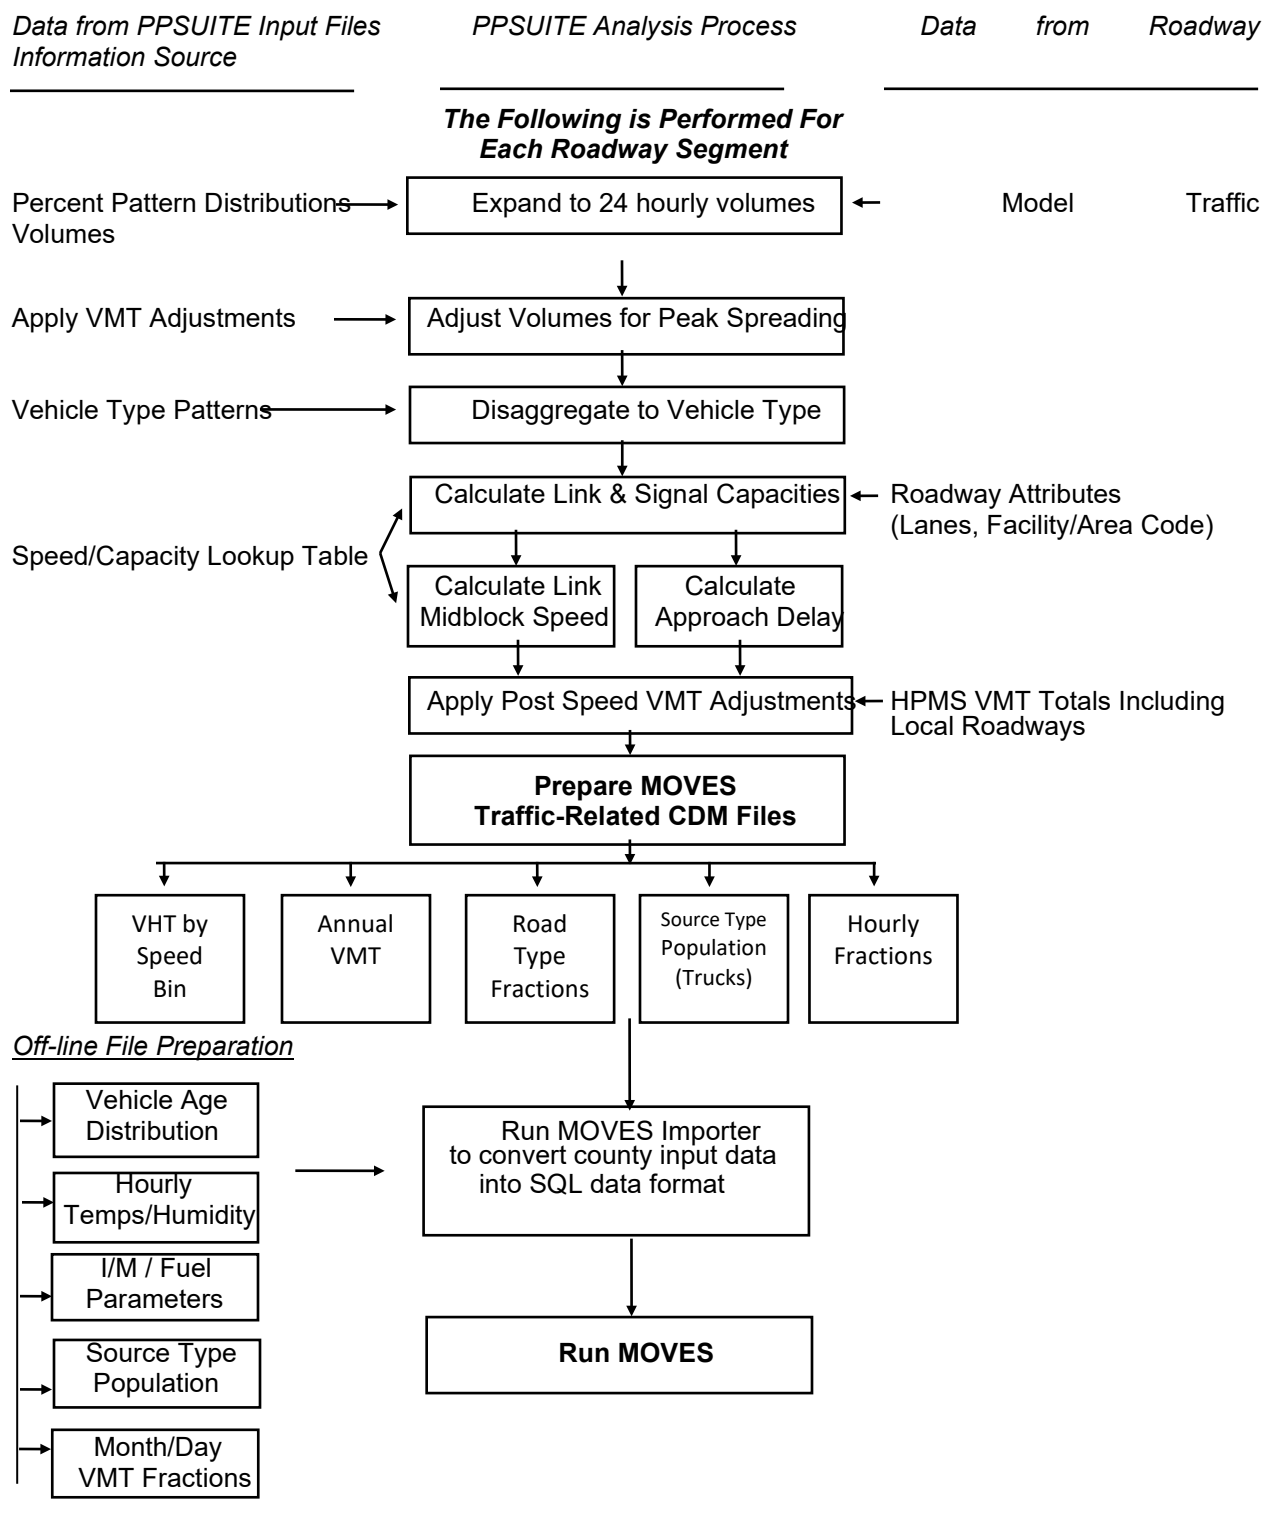 Data from PPSUITE Input Files PPSUITE Analysis Process Data from Roadway
Information Source
The Following is Performed For
Each Roadway Segment
Percent Pattern Distributions Expand to 24 hourly volumes Model Traffic
Volumes
Apply VMT Adjustments Adjust Volumes for Peak Spreading
Vehicle Type Patterns Disaggregate to Vehicle Type
Calculate Link & Signal Capacities Roadway Attributes
(Lanes, Facility/Area Code)
Speed/Capacity Lookup Table
Calculate Link
Midblock Speed
Calculate
Approach Delay
Apply Post Speed VMT Adjustments HPMS VMT Totals Including
Local Roadways
Prepare MOVES
Traffic-Related CDM Files
VHT by
Speed
Bin
Annual
VMT
Road
Type
Fractions
Source Type
Population
(Trucks)
Hourly
Fractions
Off-line File Preparation
Vehicle Age
Distribution
Hourly
Temps/Humidity
I/M / Fuel
Parameters
Source Type
Population
Month/Day
VMT Fractions
Run MOVES Importer
to convert county input data
into SQL data format
Run MOVES